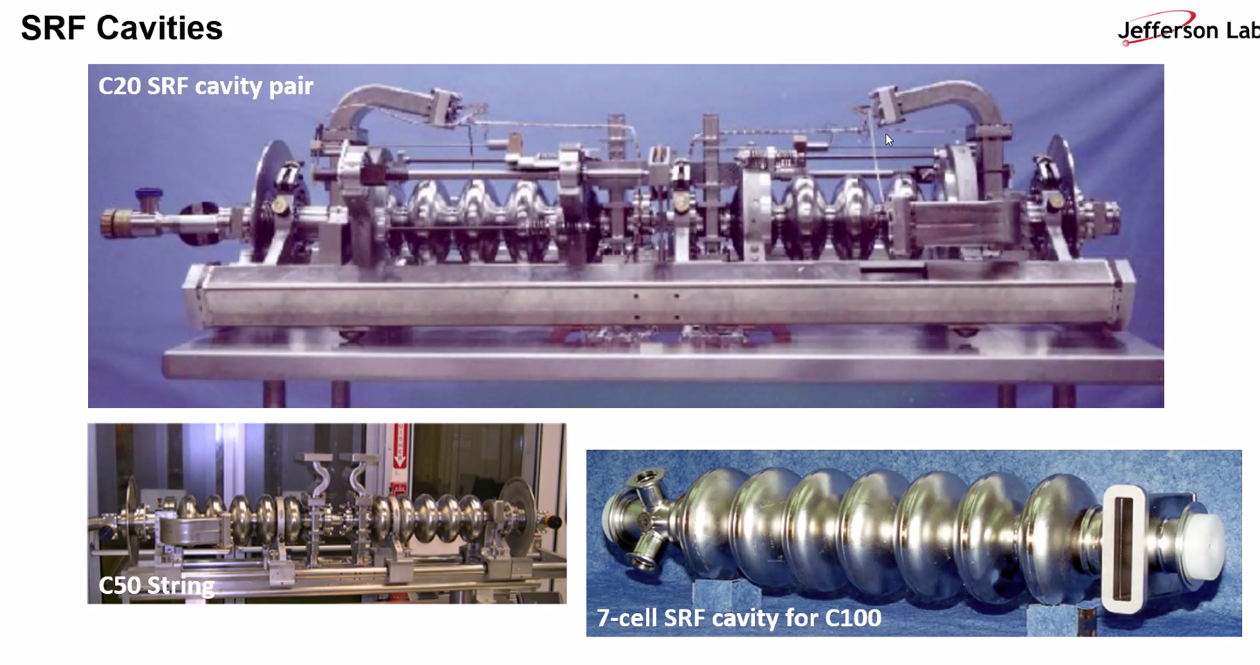 SRF Cavities
Jefferson Lab
C20 SRF cavity pair
C50 String
7-cell SRF cavity for C100